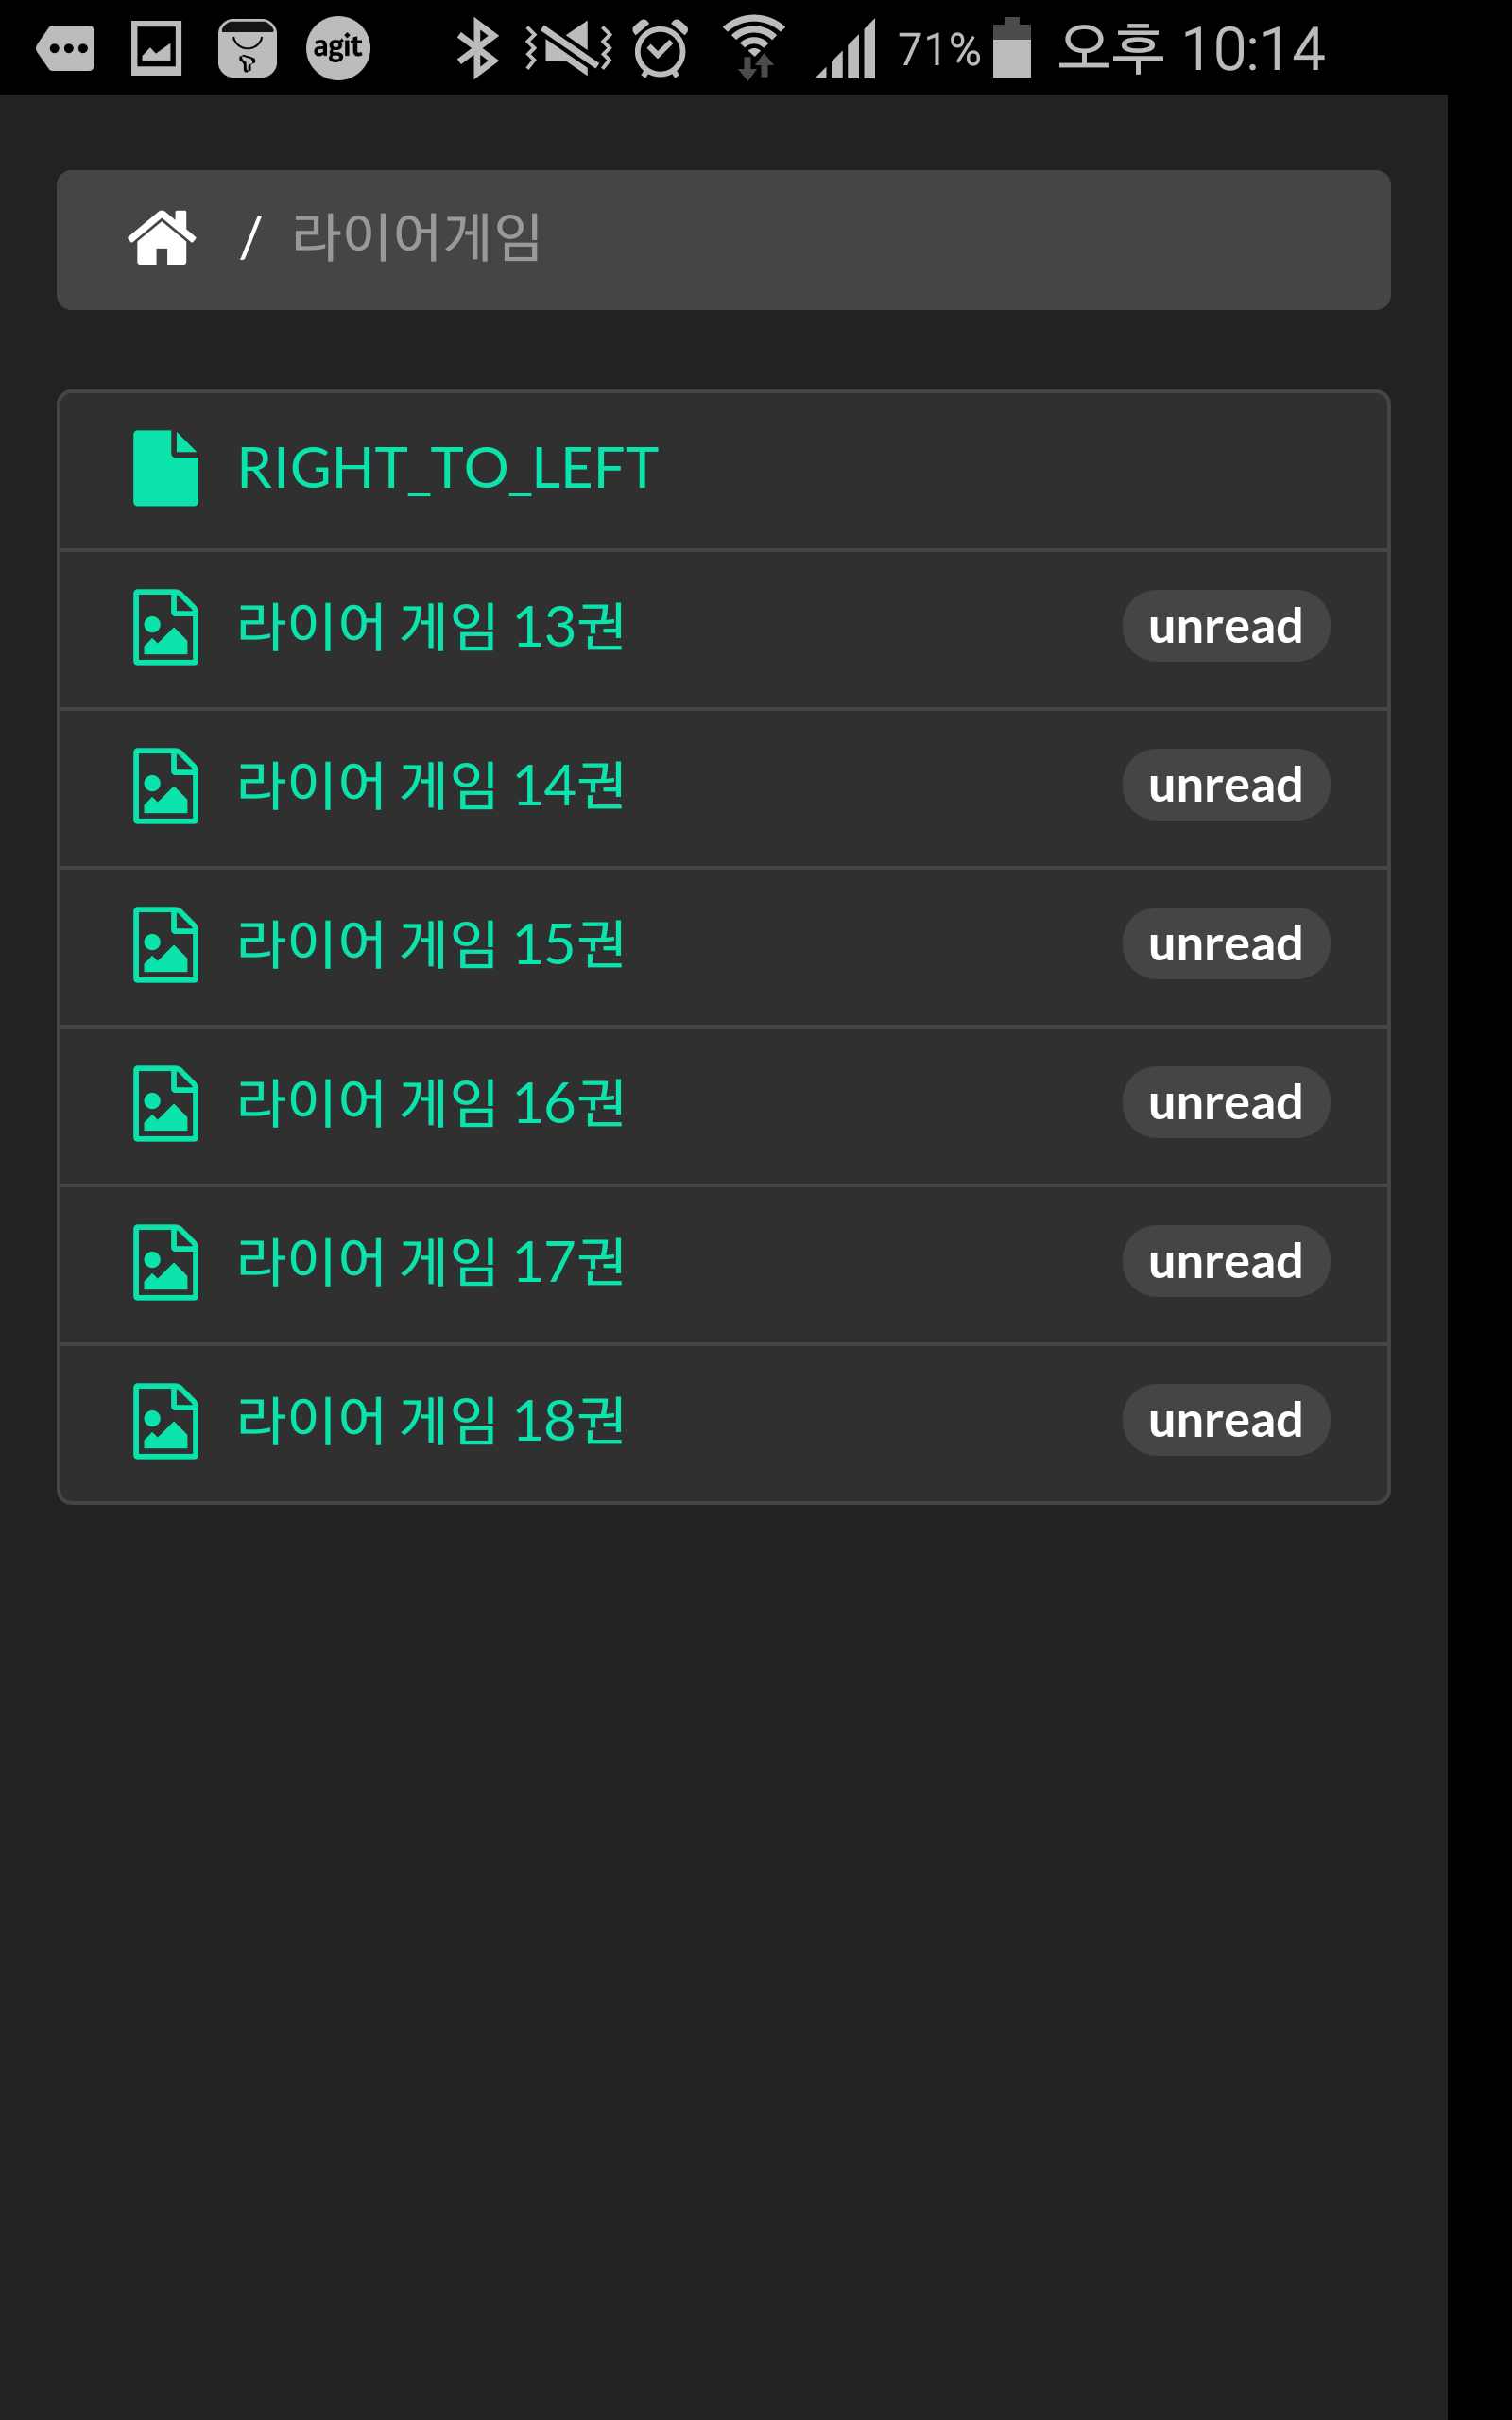 agit 71% 오후 10:14
/ 라이어게임
RIGHT_TO_LEFT
라이어 게임 13권 unread
라이어 게임 14권 unread
라이어 게임 15권 unread
라이어 게임 16권 unread
라이어 게임 17권 unread
라이어 게임 18권 unread